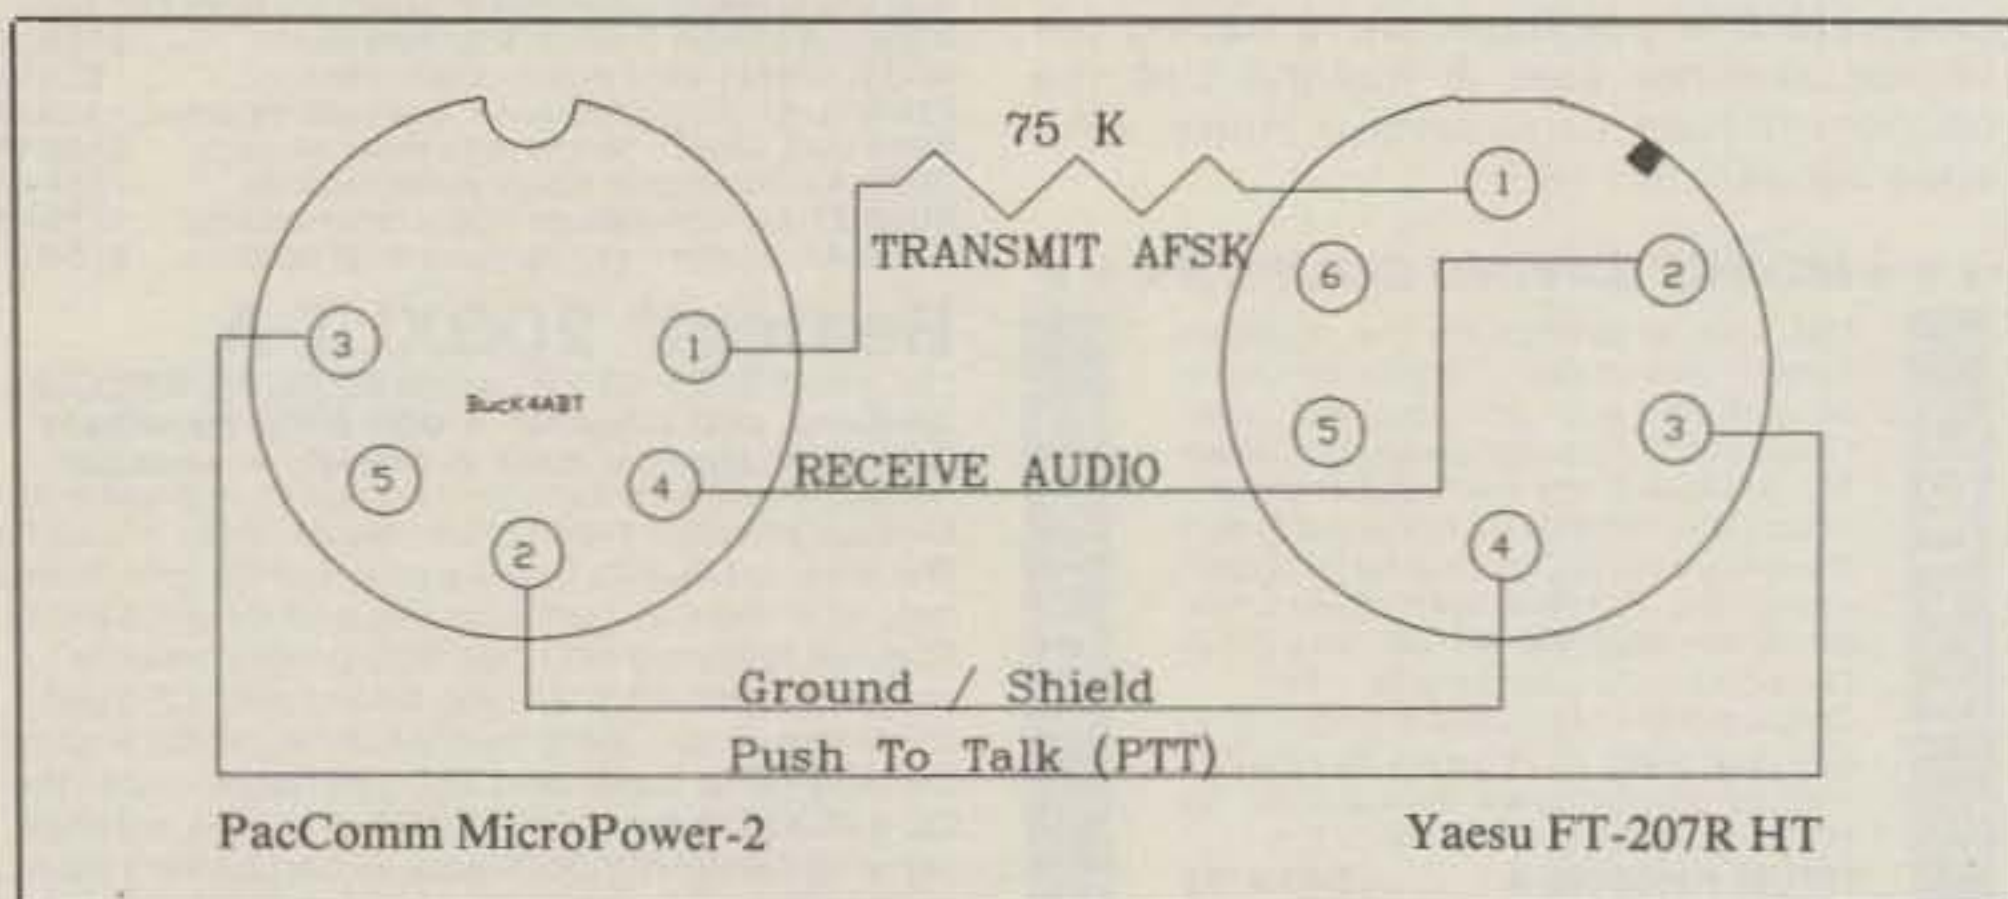 75 K
TRANSMIT AFSK
1
2
3
4
5
6
3
1
BucK4ABT
5
4
2
RECEIVE AUDIO
Ground / Shield
Push To Talk (PTT)
PacComm MicroPower-2
Yaesu FT-207R HT